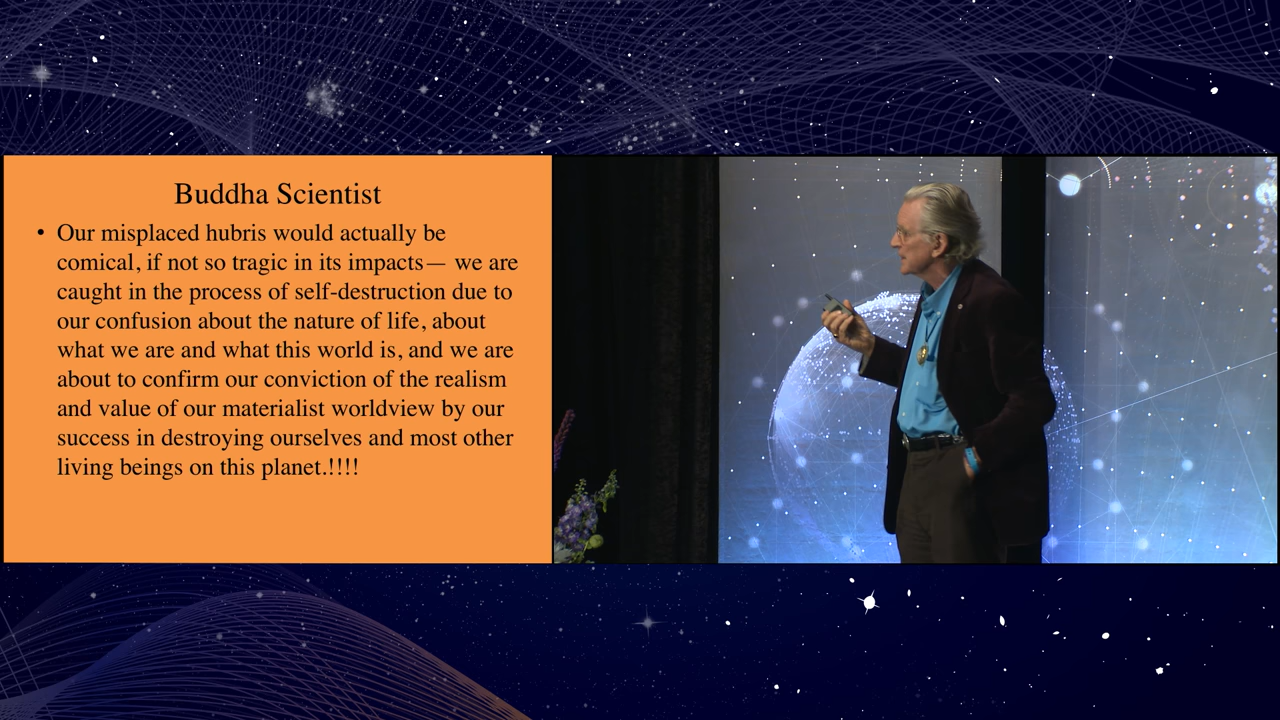 Buddha Scientist
• Our misplaced hubris would actually be
comical, if not so tragic in its impacts— we are
caught in the process of self-destruction due to
our confusion about the nature of life, about
what we are and what this world is, and we are
about to confirm our conviction of the realism
and value of our materialist worldview by our
success in destroying ourselves and most other
living beings on this planet.!!!!